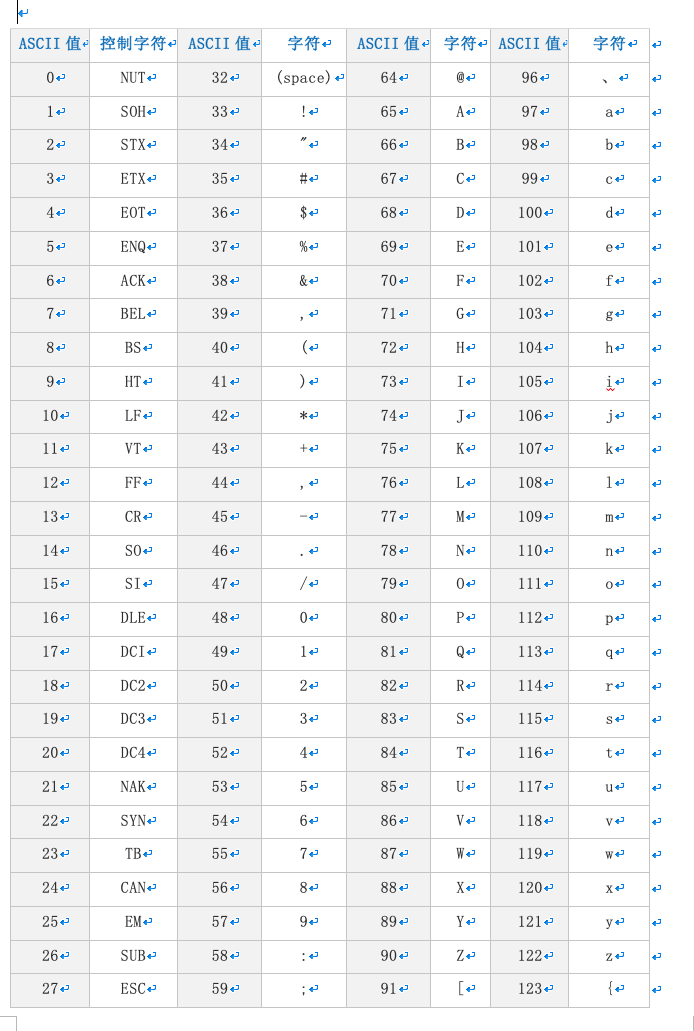 ASCII 值 控制字符 ASCII 值 字符 ASCII 值 字符 ASCII 值 字符
0 NUT 32 (space) 64 @ 96 、
1 SOH 33 ! 65 A 97 a
2 STX 34 ″ 66 B 98 b
3 ETX 35 # 67 C 99 c
4 EOT 36 $ 68 D 100 d
5 ENQ 37 % 69 E 101 e
6 ACK 38 & 70 F 102 f
7 BEL 39 , 71 G 103 g
8 BS 40 ( 72 H 104 h
9 HT 41 ) 73 I 105 i
10 LF 42 * 74 J 106 j
11 VT 43 + 75 K 107 k
12 FF 44 , 76 L 108 l
13 CR 45 - 77 M 109 m
14 SO 46 . 78 N 110 n
15 SI 47 / 79 O 111 o
16 DLE 48 0 80 P 112 p
17 DCI 49 1 81 Q 113 q
18 DC2 50 2 82 R 114 r
19 DC3 51 3 83 S 115 s
20 DC4 52 4 84 T 116 t
21 NAK 53 5 85 U 117 u
22 SYN 54 6 86 V 118 v
23 TB 55 7 87 W 119 w
24 CAN 56 8 88 X 120 x
25 EM 57 9 89 Y 121 y
26 SUB 58 : 90 Z 122 z
27 ESC 59 ; 91 [ 123 {